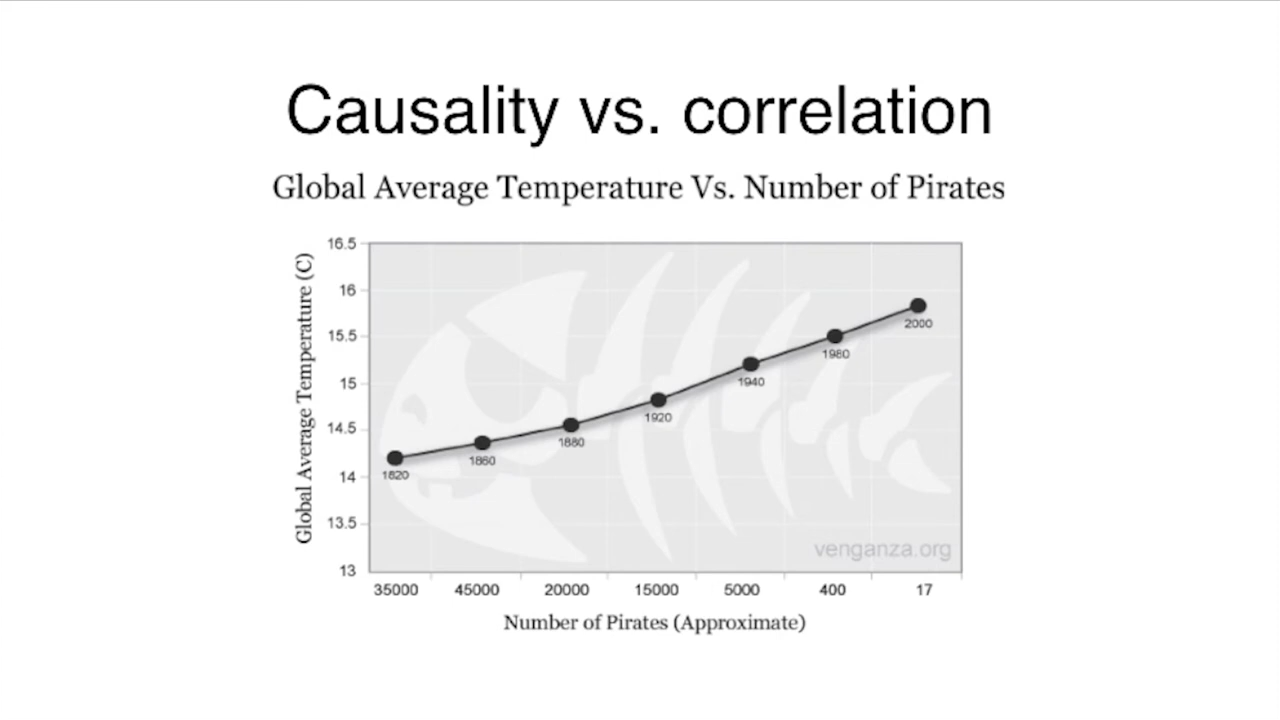 Causality vs. correlation
Global Average Temperature Vs. Number of Pirates
Global Average Temperature (C)
16.5
16
15.5
15
14.5
14
13.5
13
1820
1860
1880
1920
1940
1980
2000
venganza.org
35000 45000 20000 15000 5000 400 17
Number of Pirates (Approximate)